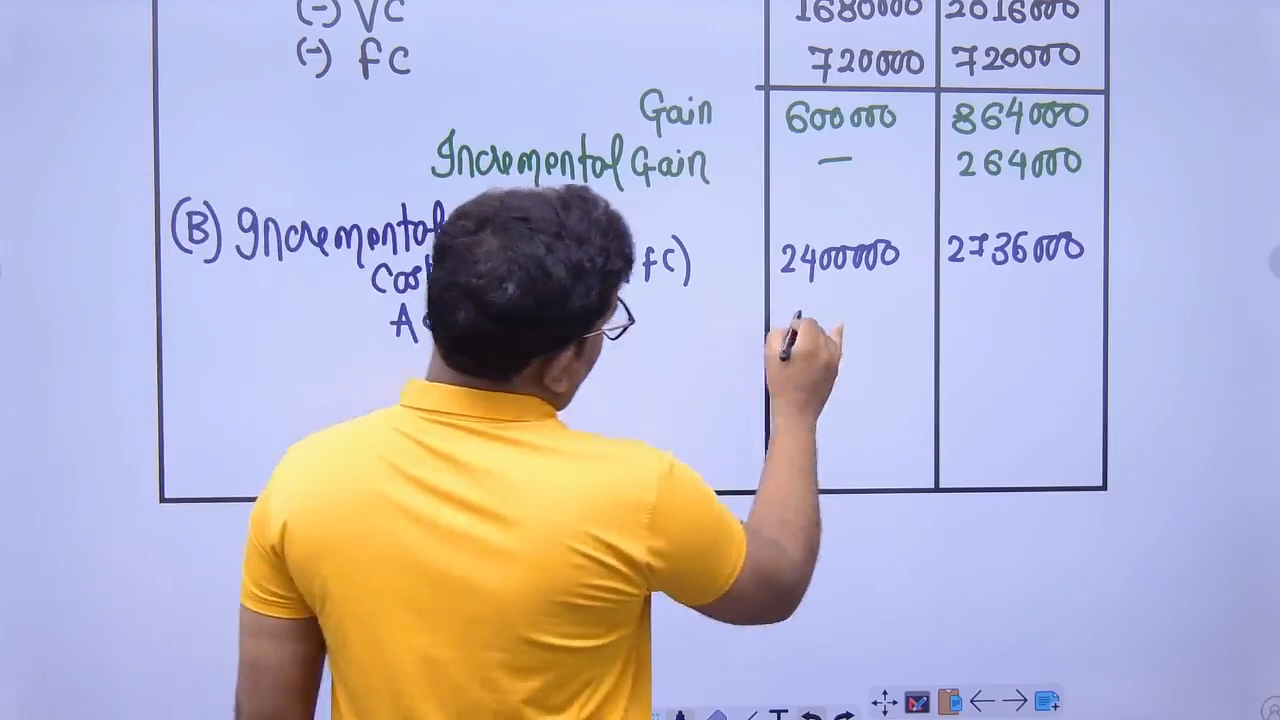 (-) VC 1680000 2016000
(-) FC 720000 720000
Gain 600000 864000
Incremental Gain — 264000
(B) Incremental
Cost FC) 2400000 2736000
A